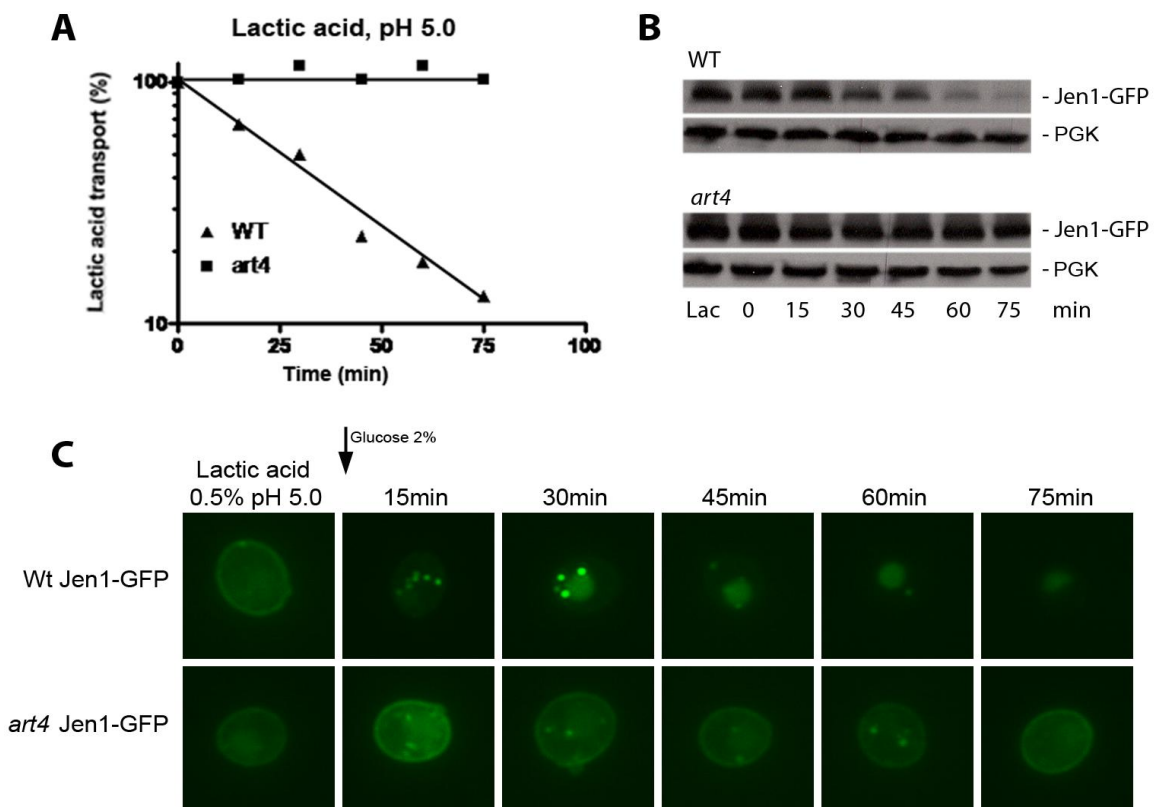 A
Lactic acid, pH 5.0
Lactic acid transport (%)
100
10
WT
art4
0 25 50 75 100
Time (min)
B
WT
- Jen1-GFP
- PGK
art4
- Jen1-GFP
- PGK
Lac 0 15 30 45 60 75 min
C
Glucose 2%
Lactic acid
0.5% pH 5.0 15min 30min 45min 60min 75min
Wt Jen1-GFP
art4 Jen1-GFP